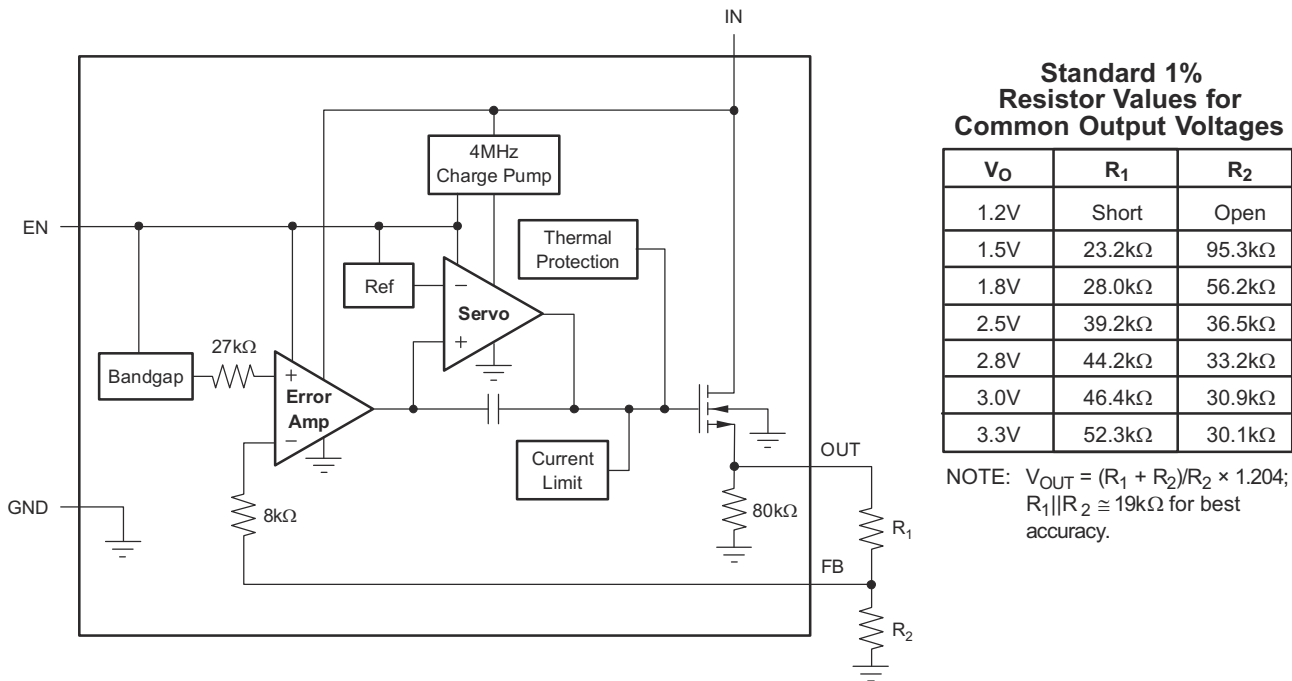 IN
4MHz
Charge Pump
EN
Thermal
Protection
Ref
−
Servo
+
27kΩ
Bandgap
+
Error
Amp
−
Current
Limit
OUT
GND
8kΩ
80kΩ
R1
FB
R2
Standard 1%
Resistor Values for
Common Output Voltages
VO R1 R2
1.2V Short Open
1.5V 23.2kΩ 95.3kΩ
1.8V 28.0kΩ 56.2kΩ
2.5V 39.2kΩ 36.5kΩ
2.8V 44.2kΩ 33.2kΩ
3.0V 46.4kΩ 30.9kΩ
3.3V 52.3kΩ 30.1kΩ
NOTE: VOUT = (R1 + R2)/R2 × 1.204;
R1||R2 ≅ 19kΩ for best
accuracy.